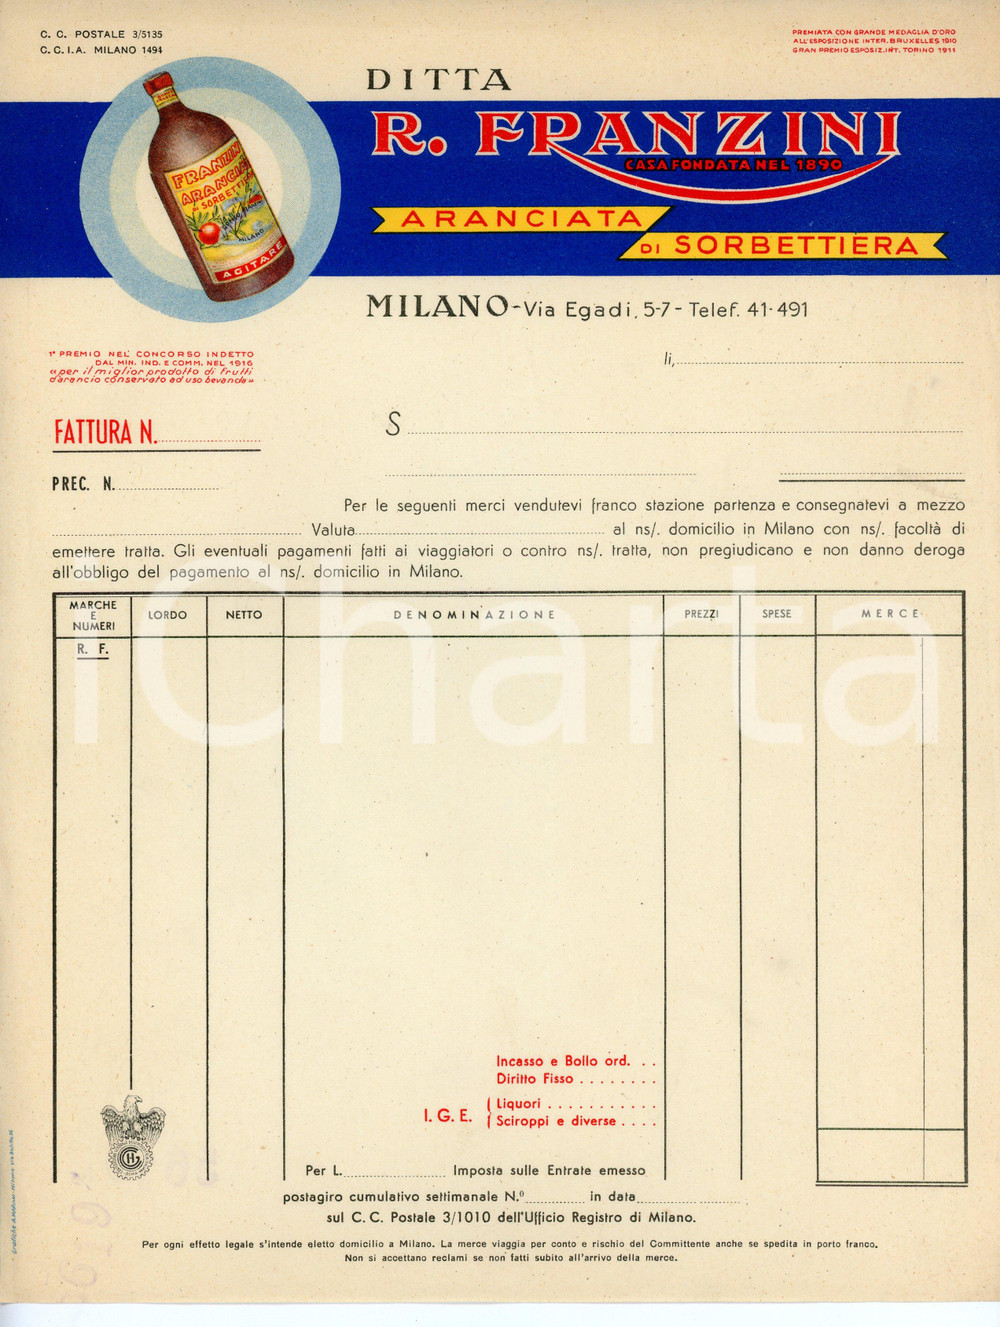 C. C. POSTALE 3/5135
C. C. I. A. MILANO 1494
PREMIATA CON GRANDE MEDAGLIA D'ORO
ALL'ESPOSIZIONE INTER. BRUXELLES 1910
GRAN PREMIO ESPOSIZ. INT. TORINO 1911
DITTA
R. FRANZINI
CASA FONDATA NEL 1890
ARANCIATA
DI SORBETTIERA
FRANZINI
ARANCIATA
DI SORBETTIERA
MILANO
AGITARE
MILANO - Via Egadi, 5-7 - Telef. 41-491
1° PREMIO NEL CONCORSO INDETTO
DAL MIN. IND. E COMM. NEL 1916
«per il miglior prodotto di frutti
d'arancio conservato ad uso bevanda»
li,
FATTURA N.
S
PREC. N.
Per le seguenti merci vendutevi franco stazione partenza e consegnatevi a mezzo
Valuta al ns/. domicilio in Milano con ns/. facoltà di
emettere tratta. Gli eventuali pagamenti fatti ai viaggiatori o contro ns/. tratta, non pregiudicano e non danno deroga
all'obbligo del pagamento al ns/. domicilio in Milano.
MARCHE E NUMERI LORDO NETTO DENOMINAZIONE PREZZI SPESE MERCE
R. F.
iCharta
Incasso e Bollo ord. . .
Diritto Fisso . . . . . . . .
I. G. E. Liquori . . . . . . . . . . .
Sciroppi e diverse . . . .
Per L. Imposta sulle Entrate emesso
postagiro cumulativo settimanale N.° in data
sul C. C. Postale 3/1010 dell'Ufficio Registro di Milano.
Per ogni effetto legale s'intende eletto domicilio a Milano. La merce viaggia per conto e rischio del Committente anche se spedita in porto franco.
Non si accettano reclami se non fatti subito all'arrivo della merce.